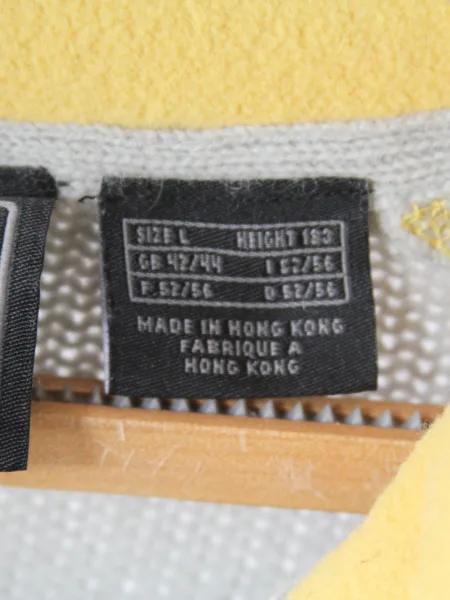 SIZE L HEIGHT 183
GB 42/44 I 52/56
F 52/56 D 52/56
MADE IN HONG KONG
FABRIQUE A
HONG KONG